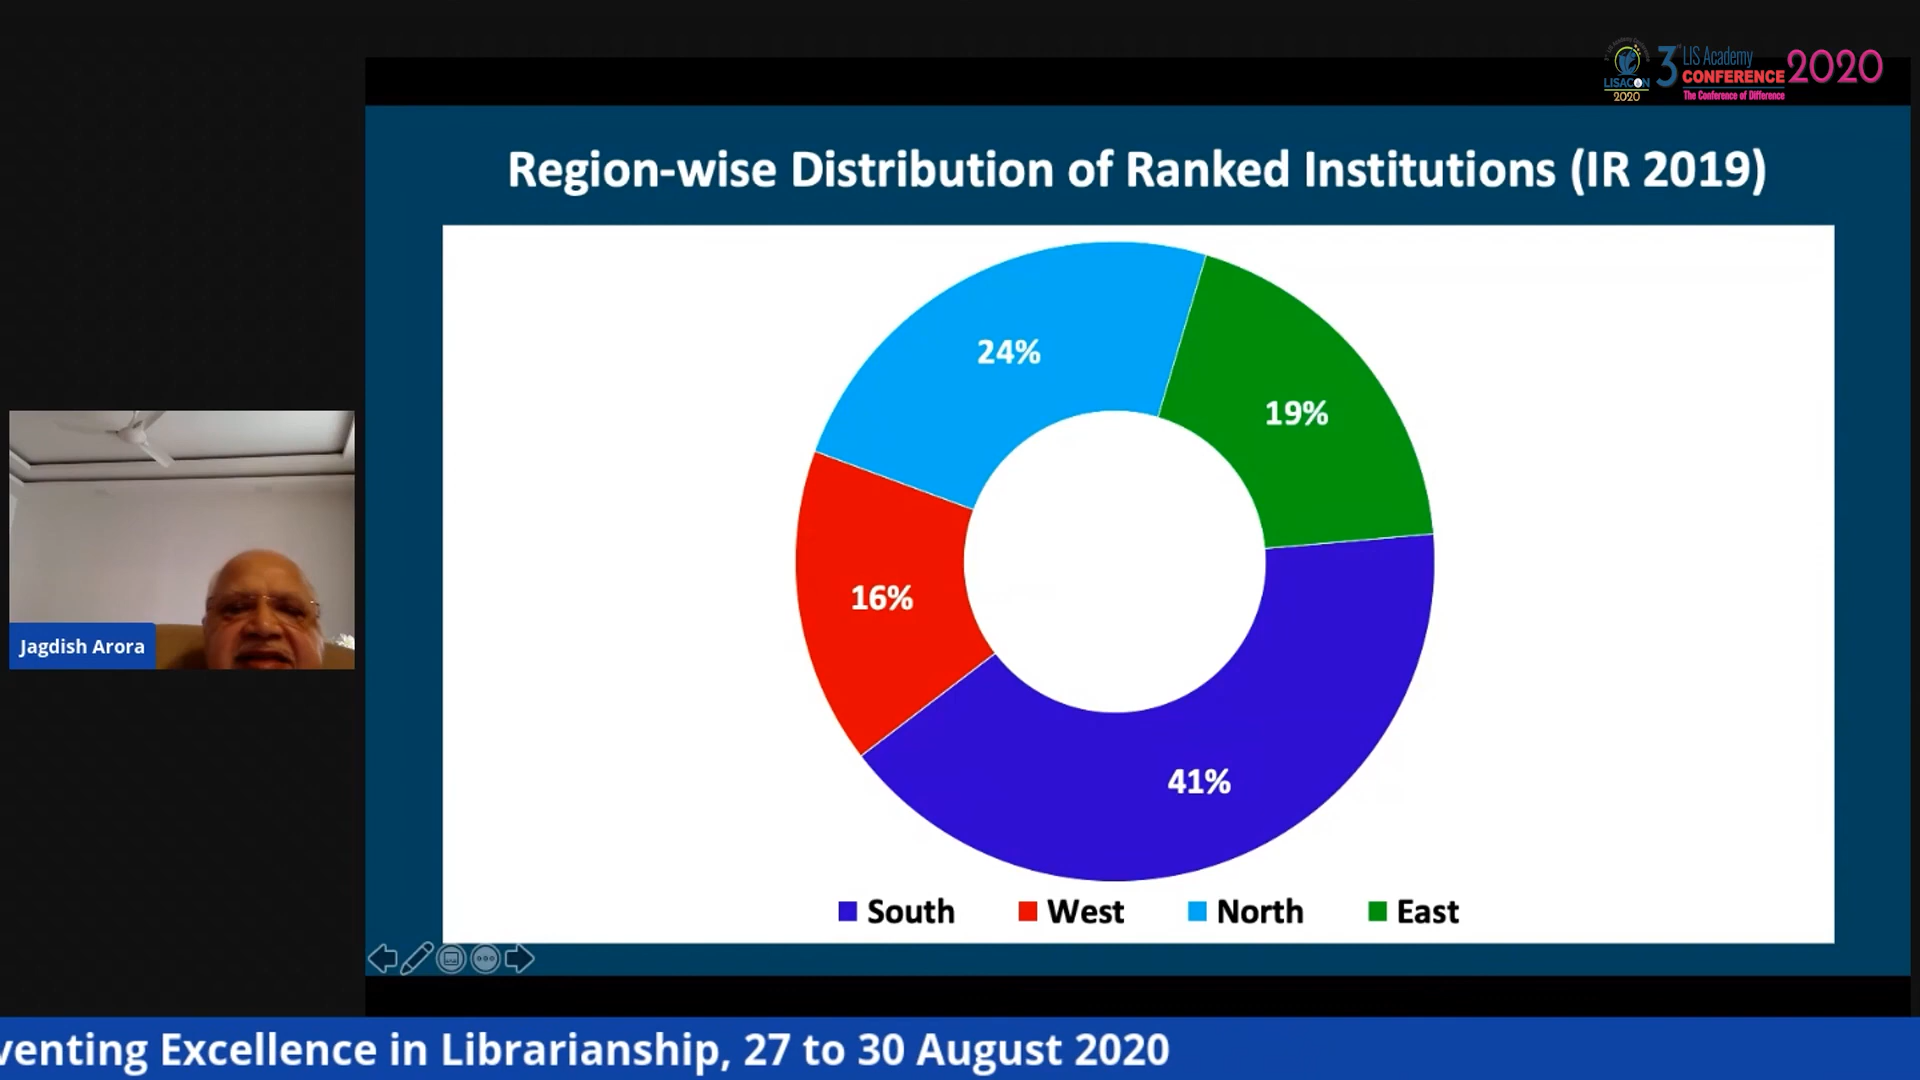 LISACON
2020
3rd LIS Academy
CONFERENCE 2020
The Conference of Difference
Region-wise Distribution of Ranked Institutions (IR 2019)
24%
19%
16%
41%
South West North East
Jagdish Arora
venting Excellence in Librarianship, 27 to 30 August 2020